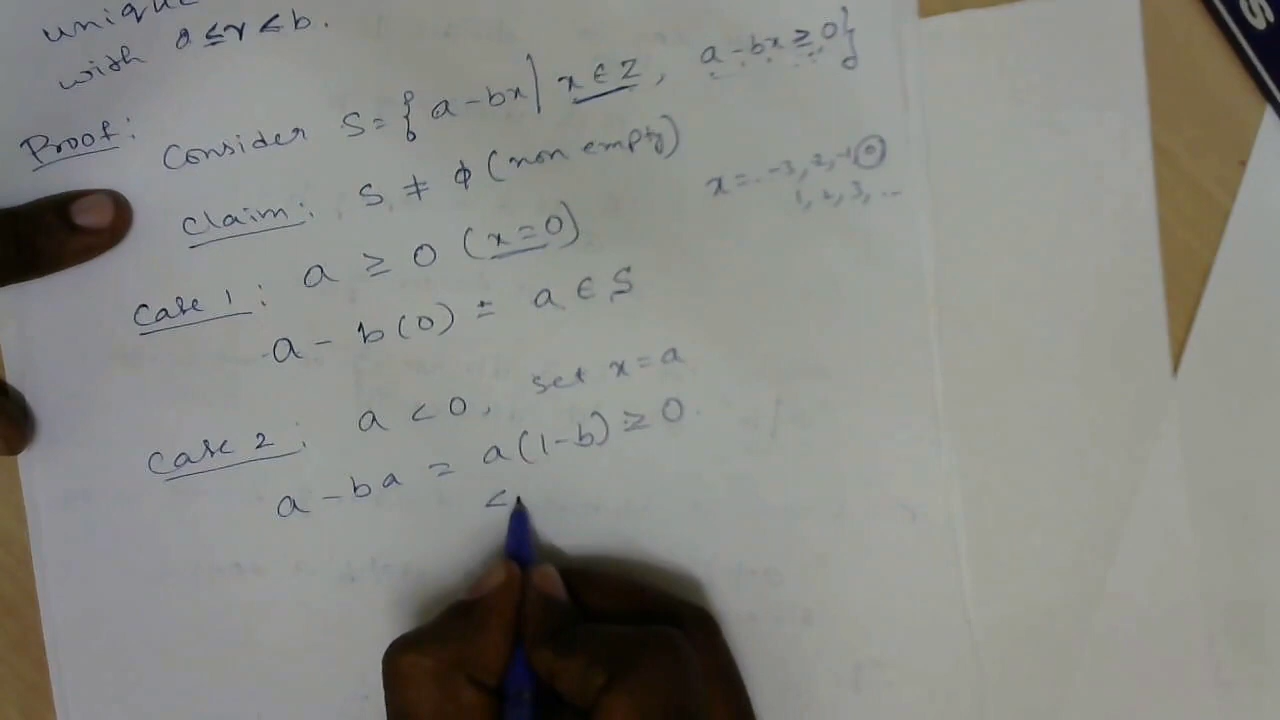 unique
with 0 ≤ r < b.
Proof: Consider S = { a - bx | x ∈ Z, a - bx ≥ 0}
Claim: S ≠ ϕ (non empty)
x = .. -3, -2, -1, 0
1, 2, 3, ...
Case 1: a ≥ 0 (x=0)
a - b(0) = a ∈ S
Case 2: a < 0, set x = a
a - ba = a(1-b) ≥ 0
<
S